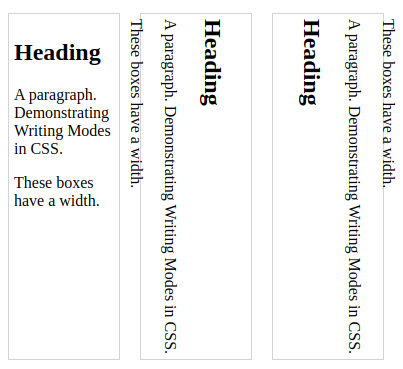 Heading
A paragraph.
Demonstrating
Writing Modes
in CSS.
These boxes
have a width.
Heading
A paragraph. Demonstrating Writing Modes in CSS.
These boxes have a width.
Heading
A paragraph. Demonstrating Writing Modes in CSS.
These boxes have a width.